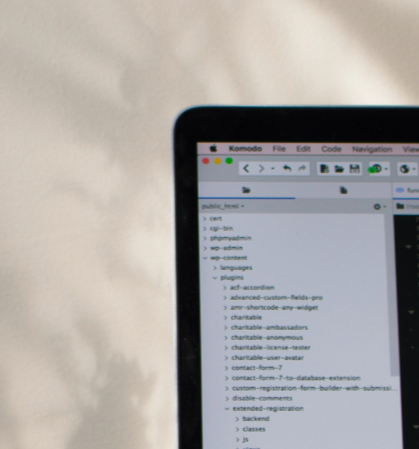 Komodo File Edit Code Navigation View
public_html
func
cert
cgi-bin
phpmyadmin
wp-admin
wp-content
languages
plugins
acf-accordion
advanced-custom-fields-pro
amr-shortcode-any-widget
charitable
charitable-ambassadors
charitable-anonymous
charitable-license-tester
charitable-user-avatar
contact-form-7
contact-form-7-to-database-extension
custom-registration-form-builder-with-submissi...
disable-comments
extended-registration
backend
classes
js